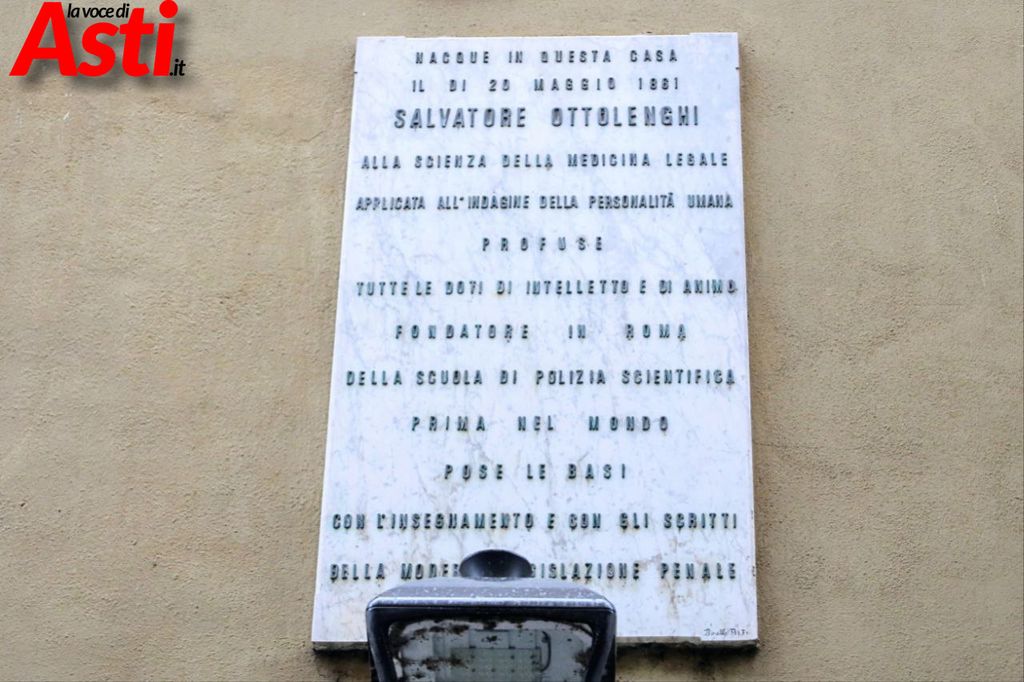 la voce di
Asti.it
NACQUE IN QUESTA CASA
IL DI 20 MAGGIO 1861
SALVATORE OTTOLENGHI
ALLA SCIENZA DELLA MEDICINA LEGALE
APPLICATA ALL'INDAGINE DELLA PERSONALITÀ UMANA
PROFUSE
TUTTE LE DOTI DI INTELLETTO E DI ANIMO
FONDATORE IN ROMA
DELLA SCUOLA DI POLIZIA SCIENTIFICA
PRIMA NEL MONDO
POSE LE BASI
CON L'INSEGNAMENTO E CON GLI SCRITTI
DELLA PENALE